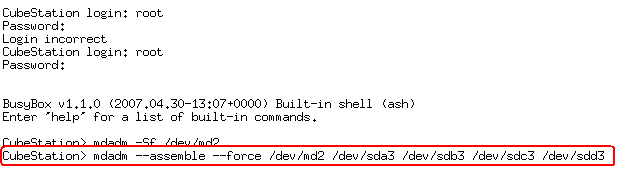 CubeStation login: root
Password:
Login incorrect
CubeStation login: root
Password:
BusyBox v1.1.0 (2007.04.30-13:07+0000) Built-in shell (ash)
Enter "help" for a list of built-in commands.
CubeStation> mdadm -Sf /dev/md2
CubeStation> mdadm --assemble --force /dev/md2 /dev/sda3 /dev/sdb3 /dev/sdc3 /dev/sdd3